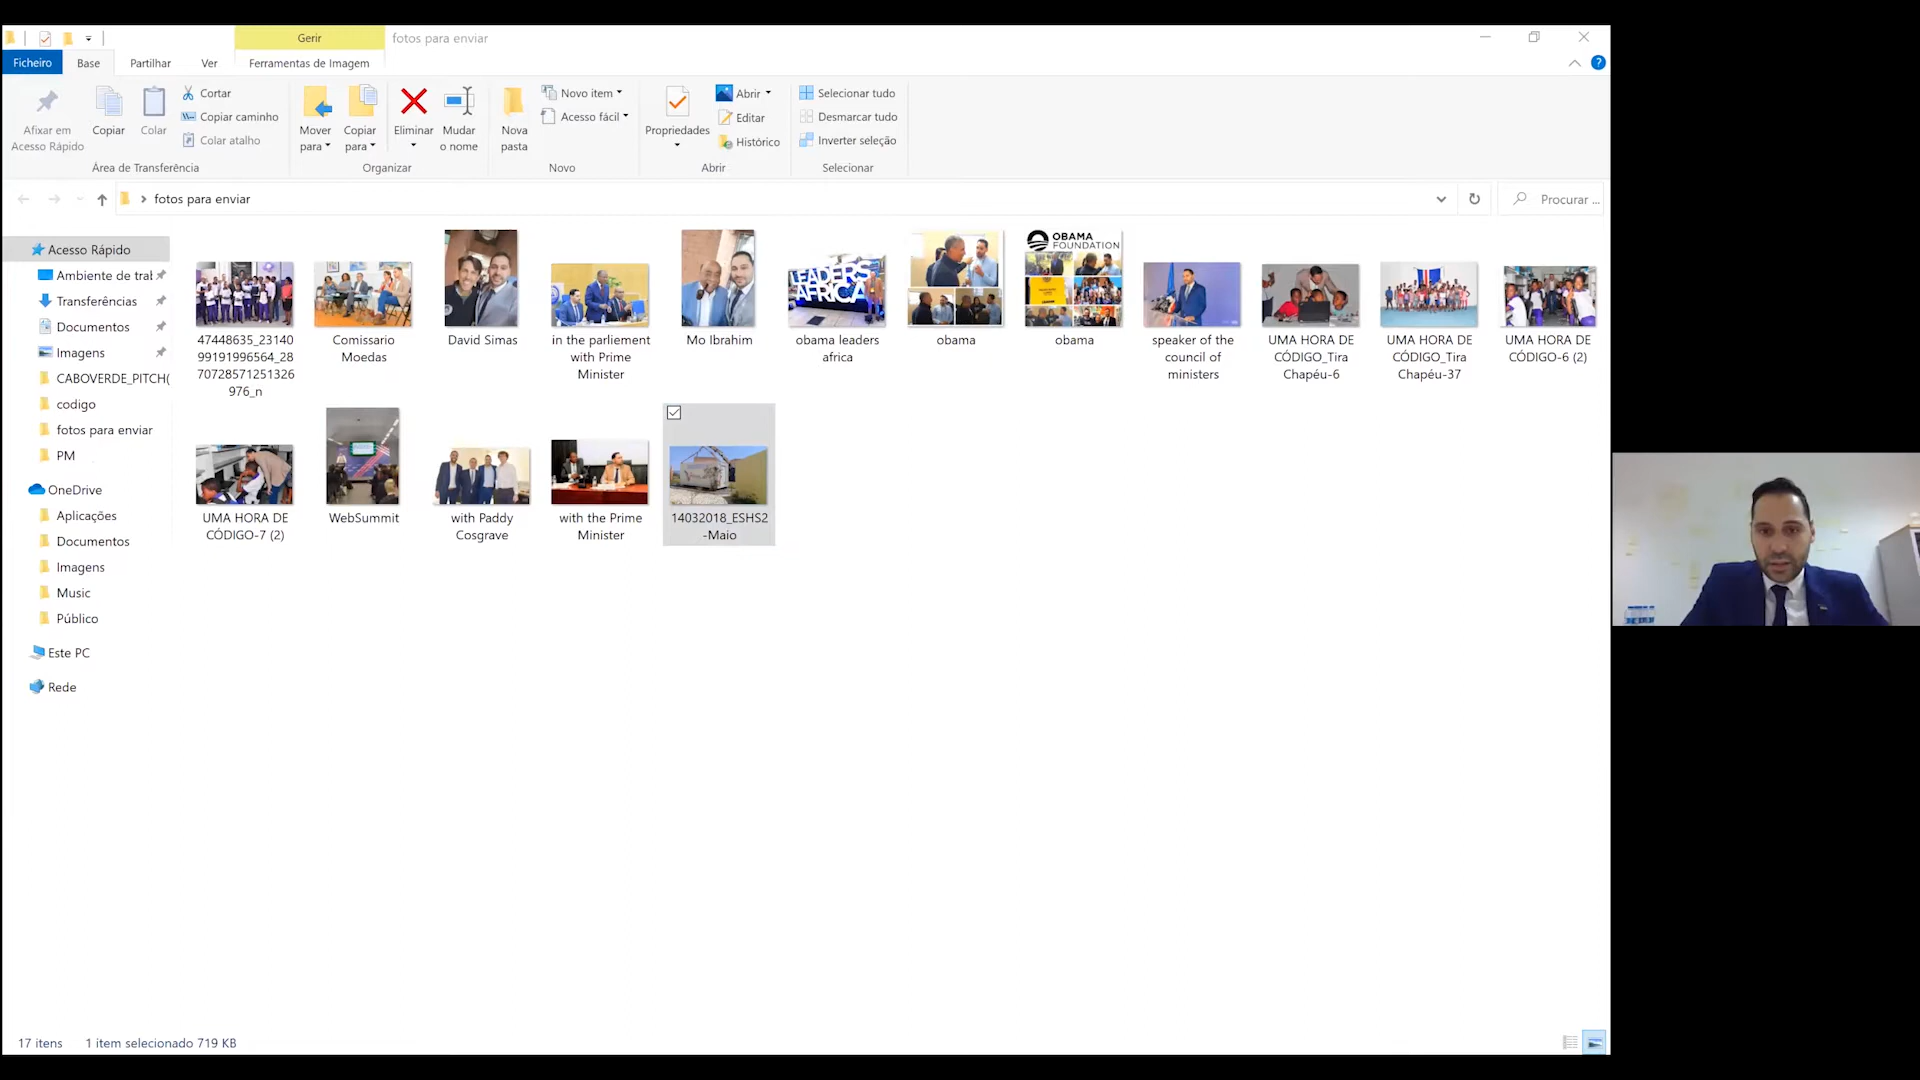 Gerir
fotos para enviar
Ficheiro
Base
Partilhar
Ver
Ferramentas de Imagem
?
Afixar em
Acesso Rápido
Copiar
Colar
Cortar
Copiar caminho
Colar atalho
Área de Transferência
Mover
para
Copiar
para
Eliminar
Mudar
o nome
Organizar
Nova
pasta
Novo item
Acesso fácil
Novo
Propriedades
Abrir
Editar
Histórico
Abrir
Selecionar tudo
Desmarcar tudo
Inverter seleção
Selecionar
fotos para enviar
Procurar ...
Acesso Rápido
Ambiente de tral
Transferências
Documentos
Imagens
CABOVERDE_PITCH(
codigo
fotos para enviar
PM
OneDrive
Aplicações
Documentos
Imagens
Music
Público
Este PC
Rede
47448635_23140
99191996564_28
70728571251326
976_n
Comissario
Moedas
David Simas
in the parliement
with Prime
Minister
Mo Ibrahim
LEADERS
AFRICA
obama leaders
africa
obama
OBAMA
FOUNDATION
obama
speaker of the
council of
ministers
UMA HORA DE
CÓDIGO_Tira
Chapéu-6
UMA HORA DE
CÓDIGO_Tira
Chapéu-37
UMA HORA DE
CÓDIGO-6 (2)
UMA HORA DE
CÓDIGO-7 (2)
WebSummit
with Paddy
Cosgrave
with the Prime
Minister
14032018_ESHS2
-Maio
17 itens
1 item selecionado 719 KB